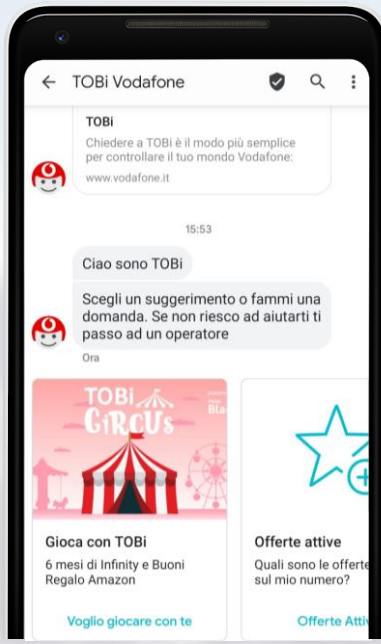 TOBi Vodafone
TOBi
Chiedere a TOBi è il modo più semplice
per controllare il tuo mondo Vodafone:
www.vodafone.it
15:53
Ciao sono TOBi
Scegli un suggerimento o fammi una
domanda. Se non riesco ad aiutarti ti
passo ad un operatore
Ora
TOBi
CiRCUs
Bla
Gioca con TOBi
6 mesi di Infinity e Buoni
Regalo Amazon
Voglio giocare con te
Offerte attive
Quali sono le offerte
sul mio numero?
Offerte Atti